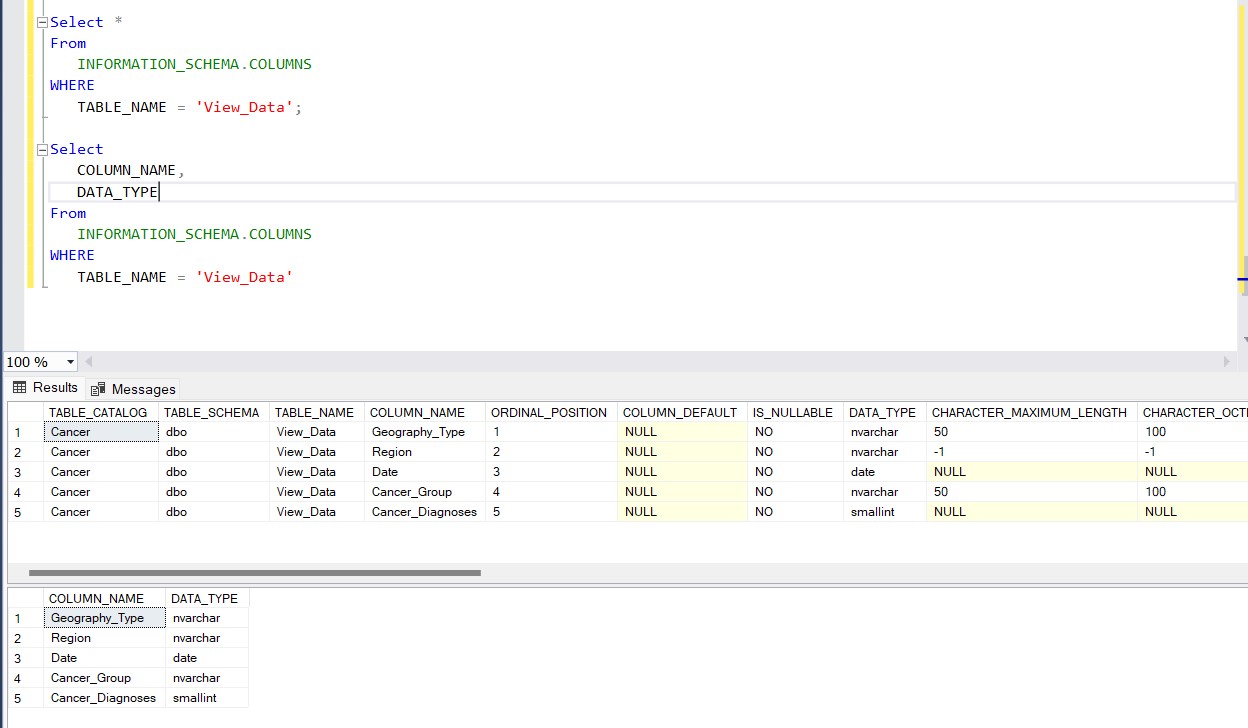 Select *
From
INFORMATION_SCHEMA.COLUMNS
WHERE
TABLE_NAME = 'View_Data';
Select
COLUMN_NAME,
DATA_TYPE
From
INFORMATION_SCHEMA.COLUMNS
WHERE
TABLE_NAME = 'View_Data'
100 %
Results Messages
TABLE_CATALOG TABLE_SCHEMA TABLE_NAME COLUMN_NAME ORDINAL_POSITION COLUMN_DEFAULT IS_NULLABLE DATA_TYPE CHARACTER_MAXIMUM_LENGTH CHARACTER_OCT
1 Cancer dbo View_Data Geography_Type 1 NULL NO nvarchar 50 100
2 Cancer dbo View_Data Region 2 NULL NO nvarchar -1 -1
3 Cancer dbo View_Data Date 3 NULL NO date NULL NULL
4 Cancer dbo View_Data Cancer_Group 4 NULL NO nvarchar 50 100
5 Cancer dbo View_Data Cancer_Diagnoses 5 NULL NO smallint NULL NULL
COLUMN_NAME DATA_TYPE
1 Geography_Type nvarchar
2 Region nvarchar
3 Date date
4 Cancer_Group nvarchar
5 Cancer_Diagnoses smallint